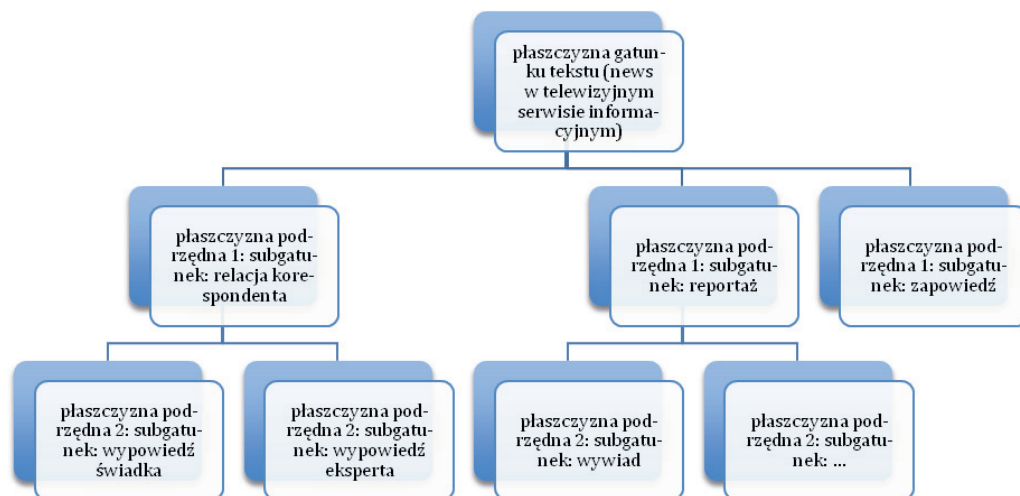 płaszczyzna gatun-
ku tekstu (news
w telewizyjnym
serwisie informa-
cyjnym)
płaszczyzna pod-
rzędna 1: subgatu-
nek: relacja kore-
spondenta
płaszczyzna pod-
rzędna 1: subgatu-
nek: reportaż
płaszczyzna pod-
rzędna 1: subgatu-
nek: zapowiedź
płaszczyzna pod-
rzędna 2: subgatu-
nek: wypowiedź
świadka
płaszczyzna pod-
rzędna 2: subgatu-
nek: wypowiedź
eksperta
płaszczyzna pod-
rzędna 2: subgatu-
nek: wywiad
płaszczyzna pod-
rzędna 2: subgatu-
nek: ...